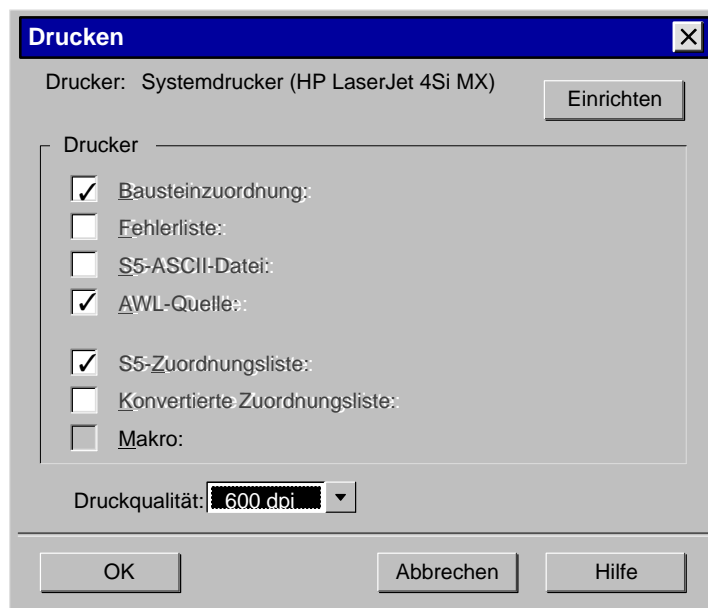 Drucken
Drucker: Systemdrucker (HP LaserJet 4Si MX)
Einrichten
Drucker
Bausteinzuordnung:
Fehlerliste:
S5-ASCII-Datei:
AWL-Quelle:
S5-Zuordnungsliste:
Konvertierte Zuordnungsliste:
Makro:
Druckqualität: 600 dpi
OK Abbrechen Hilfe